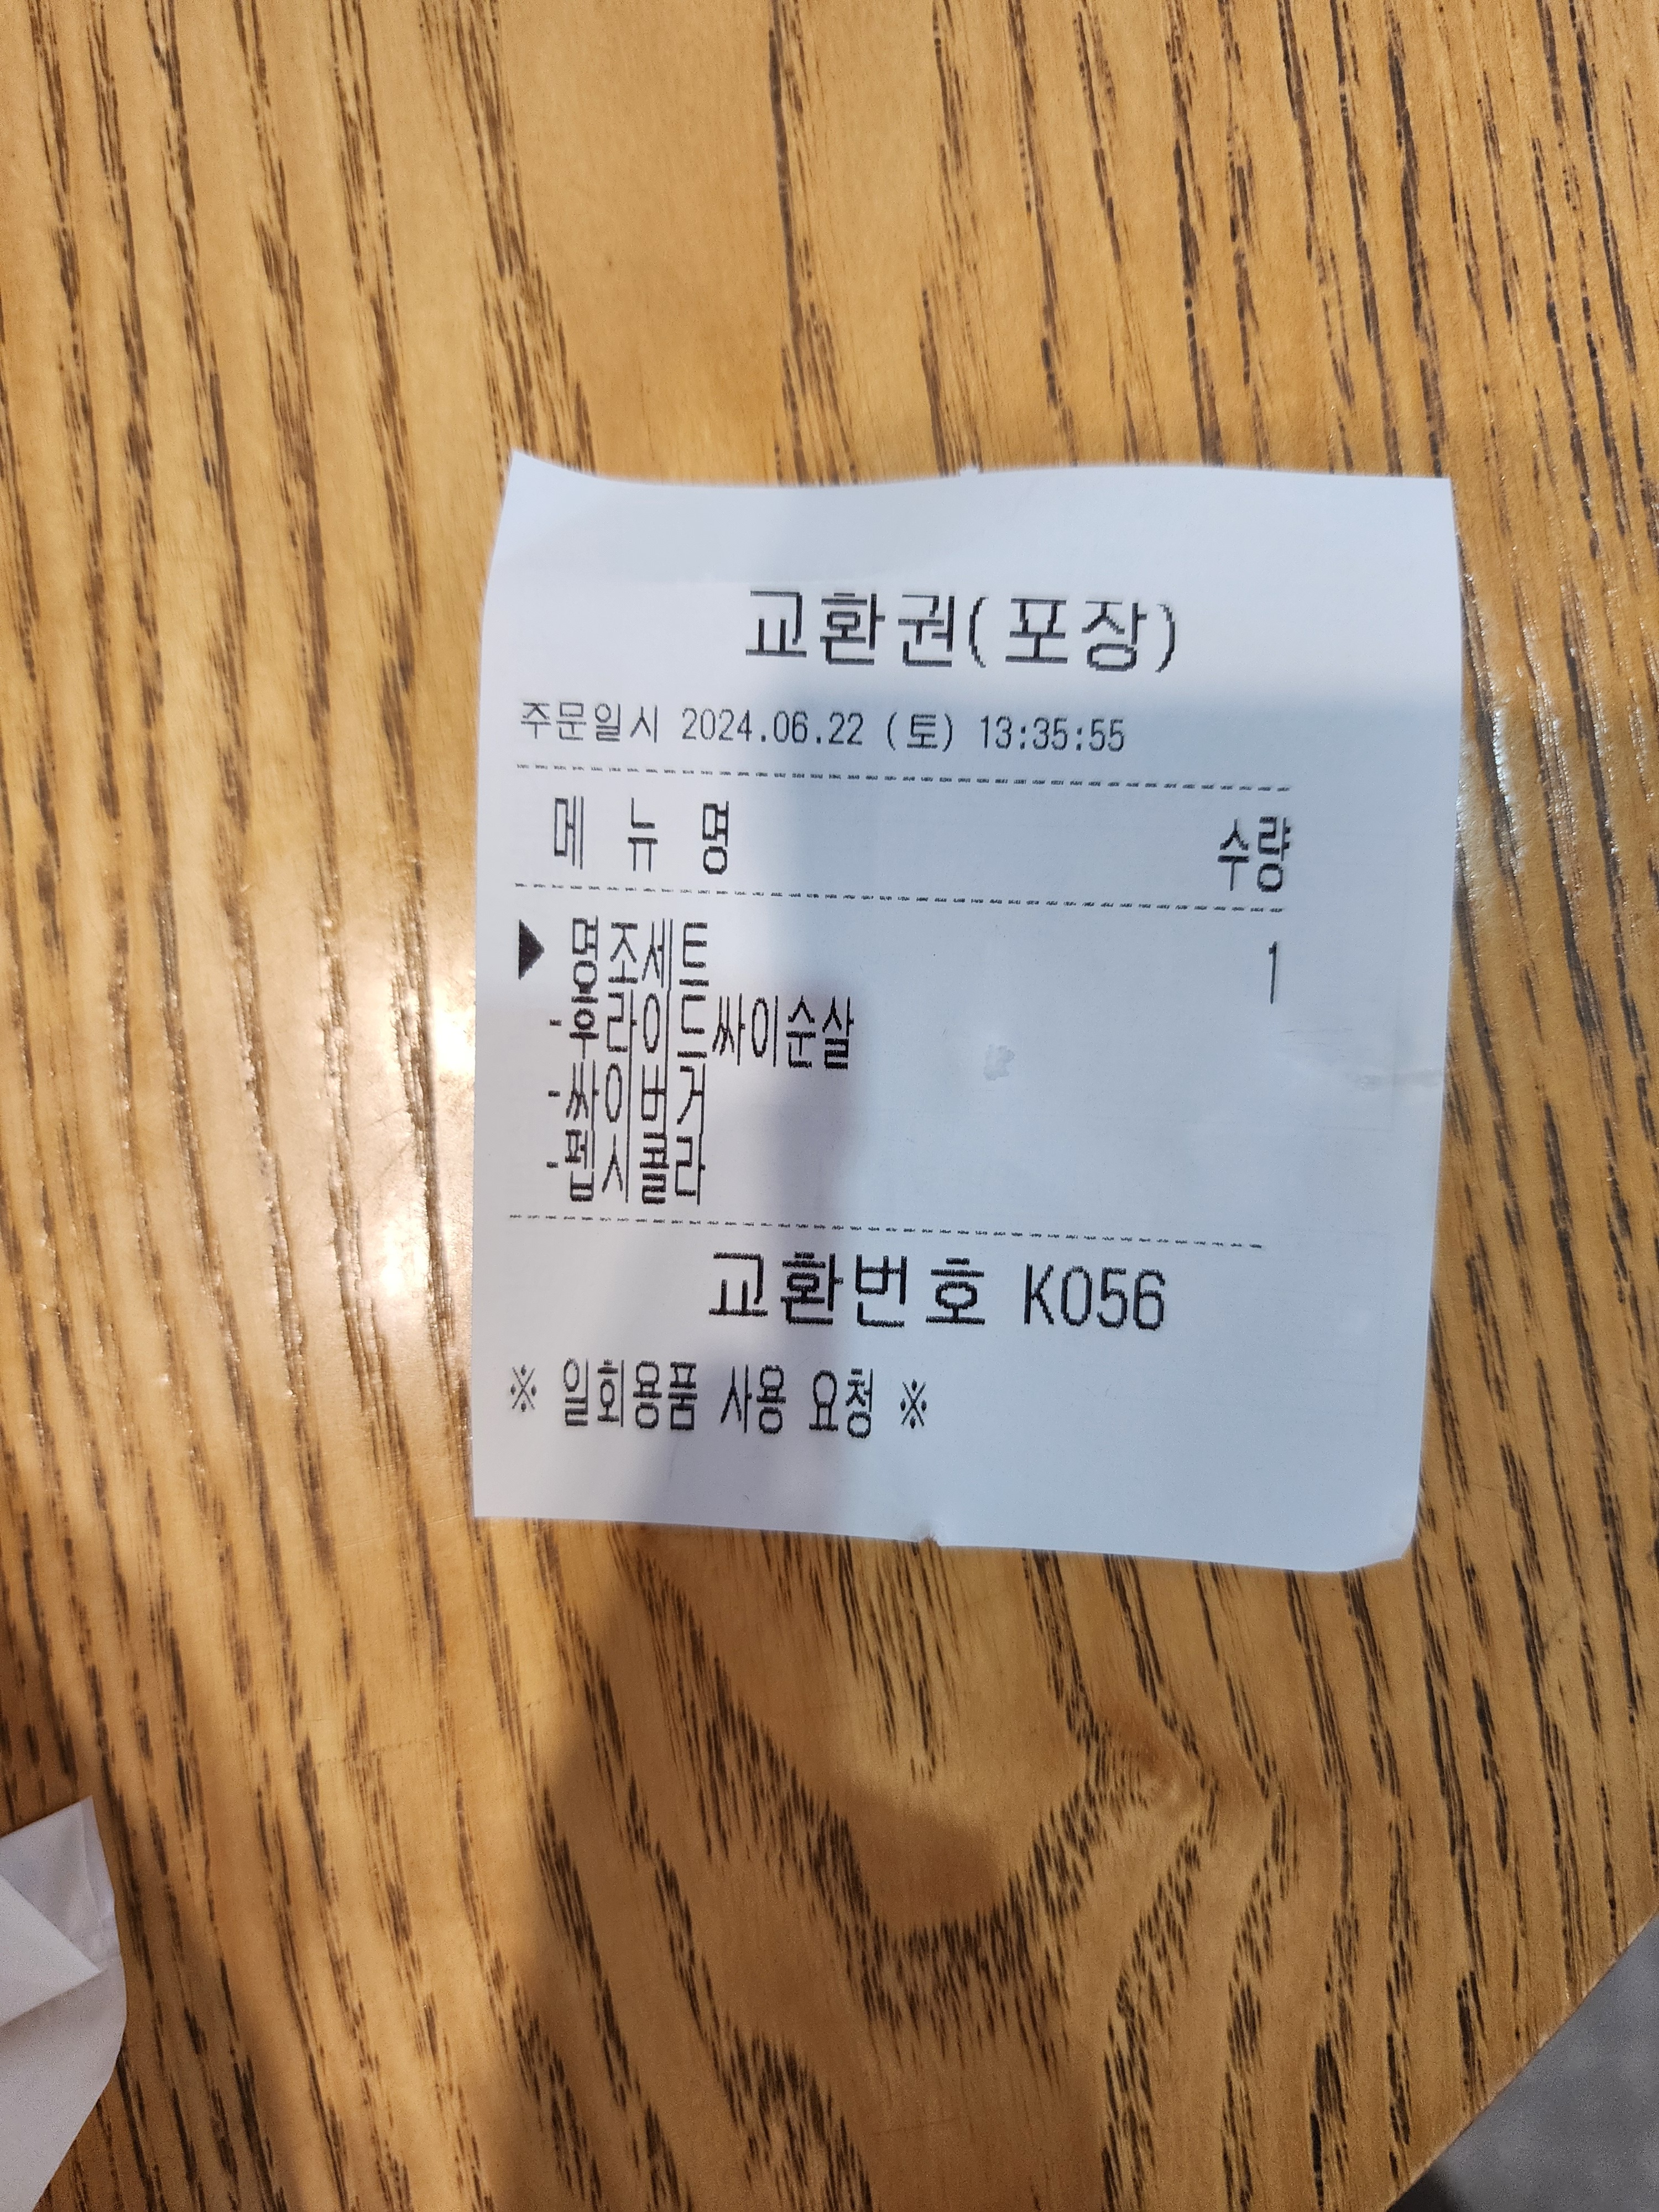 교환권(포장)
주문일시 2024.06.22 (토) 13:35:55
메 뉴 명 수량
▶ 명조세트 1
-후라이드싸이순살
-싸이버거
-펩시콜라
교환번호 K056
※ 일회용품 사용 요청 ※